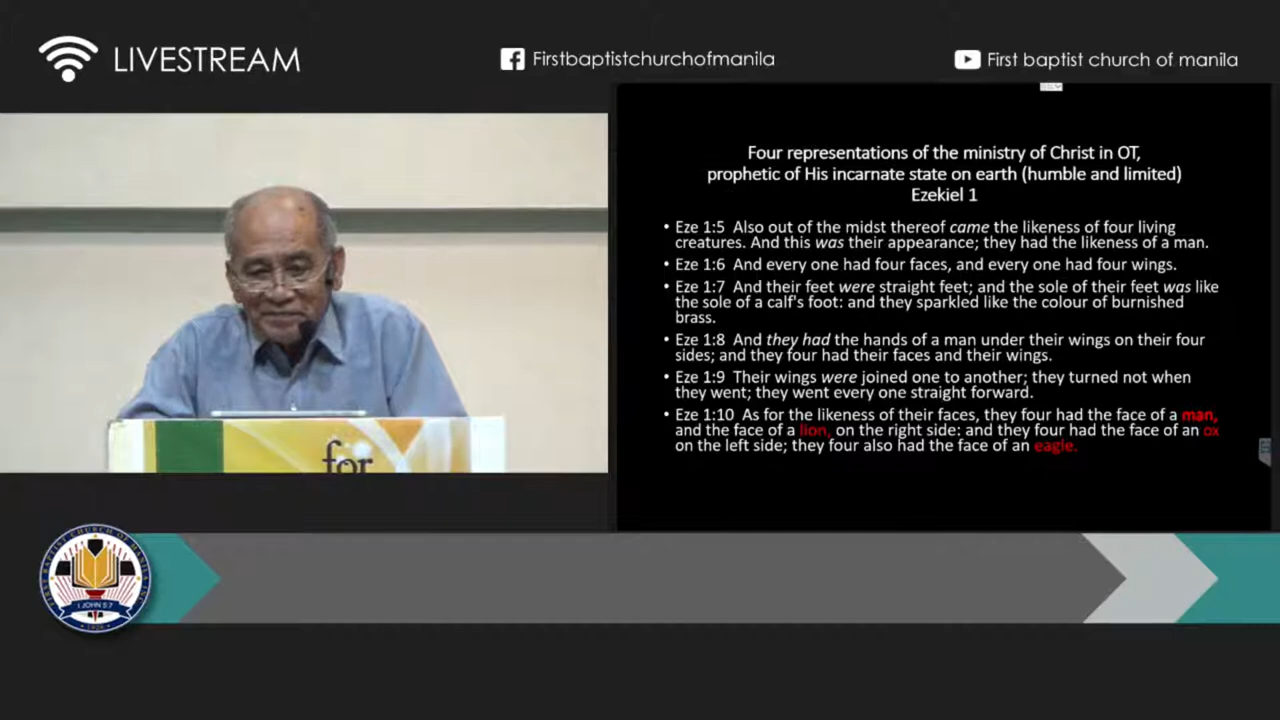 LIVESTREAM
Firstbaptistchurchofmanila
First baptist church of manila
Four representations of the ministry of Christ in OT,
prophetic of His incarnate state on earth (humble and limited)
Ezekiel 1
• Eze 1:5 Also out of the midst thereof came the likeness of four living
creatures. And this was their appearance; they had the likeness of a man.
• Eze 1:6 And every one had four faces, and every one had four wings.
• Eze 1:7 And their feet were straight feet; and the sole of their feet was like
the sole of a calf's foot: and they sparkled like the colour of burnished
brass.
• Eze 1:8 And they had the hands of a man under their wings on their four
sides; and they four had their faces and their wings.
• Eze 1:9 Their wings were joined one to another; they turned not when
they went; they went every one straight forward.
• Eze 1:10 As for the likeness of their faces, they four had the face of a man,
and the face of a lion, on the right side: and they four had the face of an ox
on the left side; they four also had the face of an eagle.
for
FIRST BAPTIST CHURCH OF MANILA INC.
I JOHN 5:7